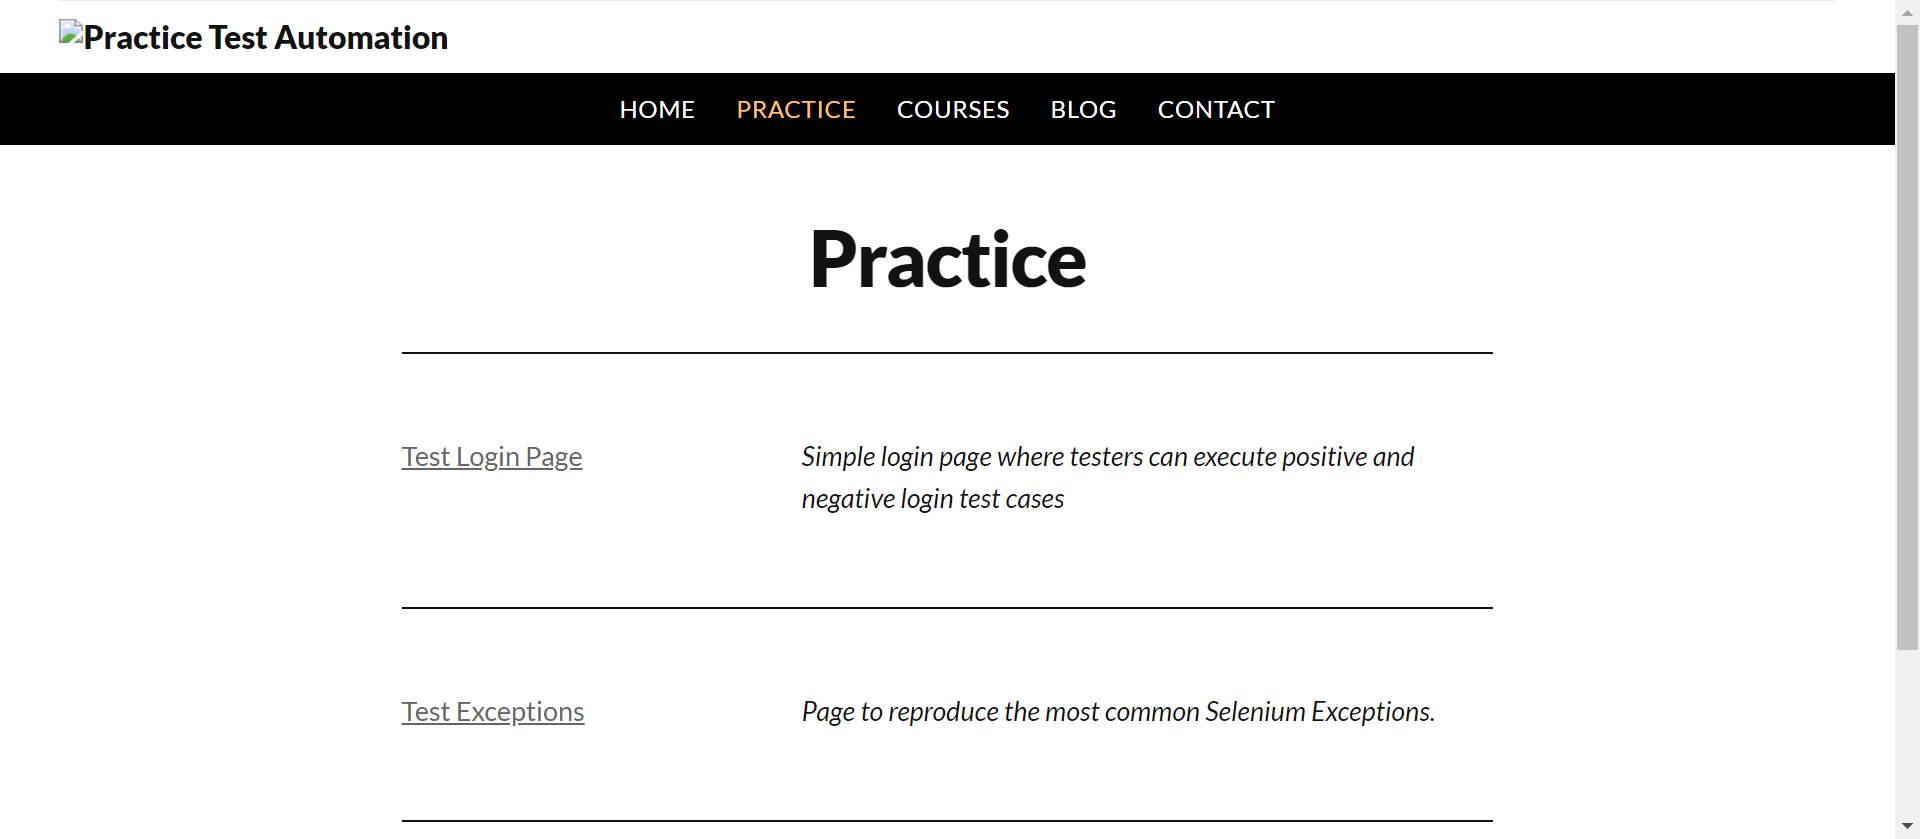 Practice Test Automation
HOME PRACTICE COURSES BLOG CONTACT
Practice
Test Login Page
Simple login page where testers can execute positive and
negative login test cases
Test Exceptions
Page to reproduce the most common Selenium Exceptions.